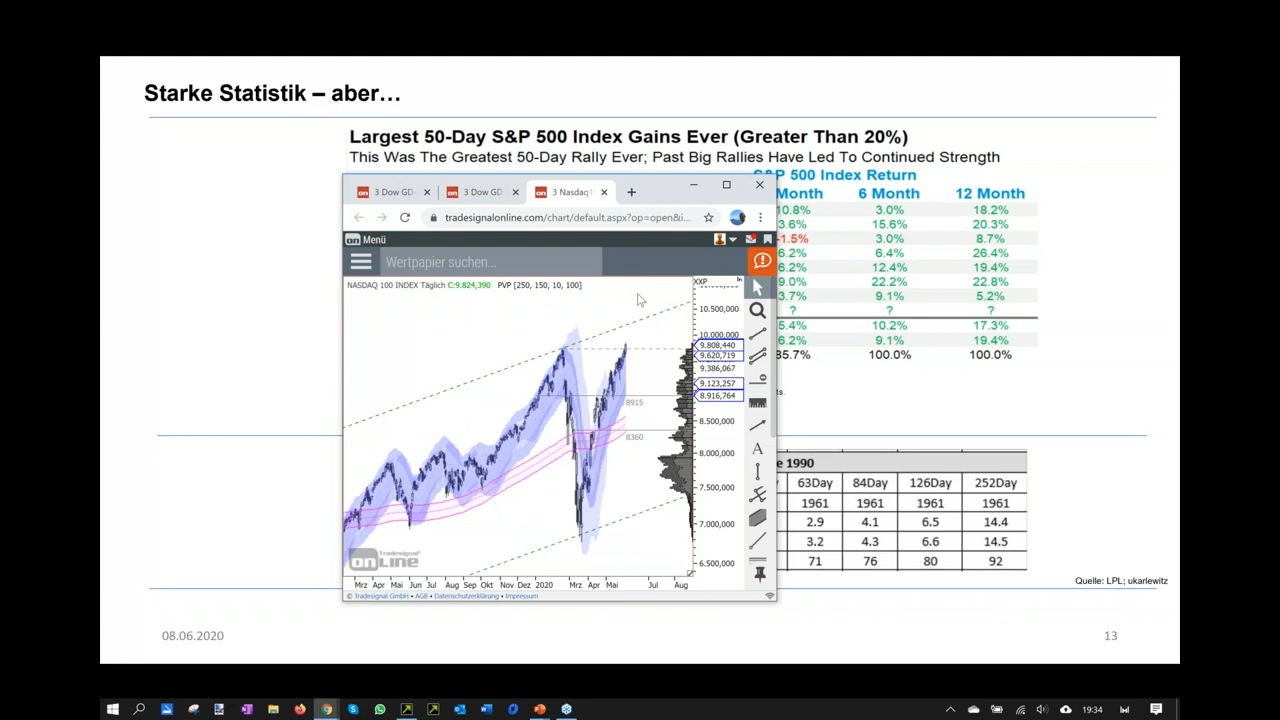 Starke Statistik – aber…
Largest 50-Day S&P 500 Index Gains Ever (Greater Than 20%)
This Was The Greatest 50-Day Rally Ever; Past Big Rallies Have Led To Continued Strength
S&P 500 Index Return
Month 6 Month 12 Month
10.8% 3.0% 18.2%
3.6% 15.6% 20.3%
-1.5% 3.0% 8.7%
6.2% 6.4% 26.4%
6.2% 12.4% 19.4%
9.0% 22.2% 22.8%
3.7% 9.1% 5.2%
? ? ?
5.4% 10.2% 17.3%
6.2% 9.1% 19.4%
85.7% 100.0% 100.0%
ts.
3 Dow GD 3 Dow GD 3 Nasdaq1
tradesignalonline.com/chart/default.aspx?op=open&i...
on Menü
Wertpapier suchen...
NASDAQ 100 INDEX Täglich C:9.824,390 PVP [250, 150, 10, 100]
XXP
10.500,000
10.000,000
9.808,440
9.620,719
9.386,067
9.123,257
8.916,764
8915
8.500,000
8360
8.000,000
7.500,000
7.000,000
6.500,000
A
Tradesignal®
onLINE
Mrz Apr Mai Jun Jul Aug Sep Okt Nov Dez 2020 Mrz Apr Mai Jul Aug
© Tradesignal GmbH • AGB • Datenschutzerklärung • Impressum
e 1990
63Day 84Day 126Day 252Day
1961 1961 1961 1961
2.9 4.1 6.5 14.4
3.2 4.3 6.6 14.5
71 76 80 92
Quelle: LPL; ukarlewitz
08.06.2020
13
19:34